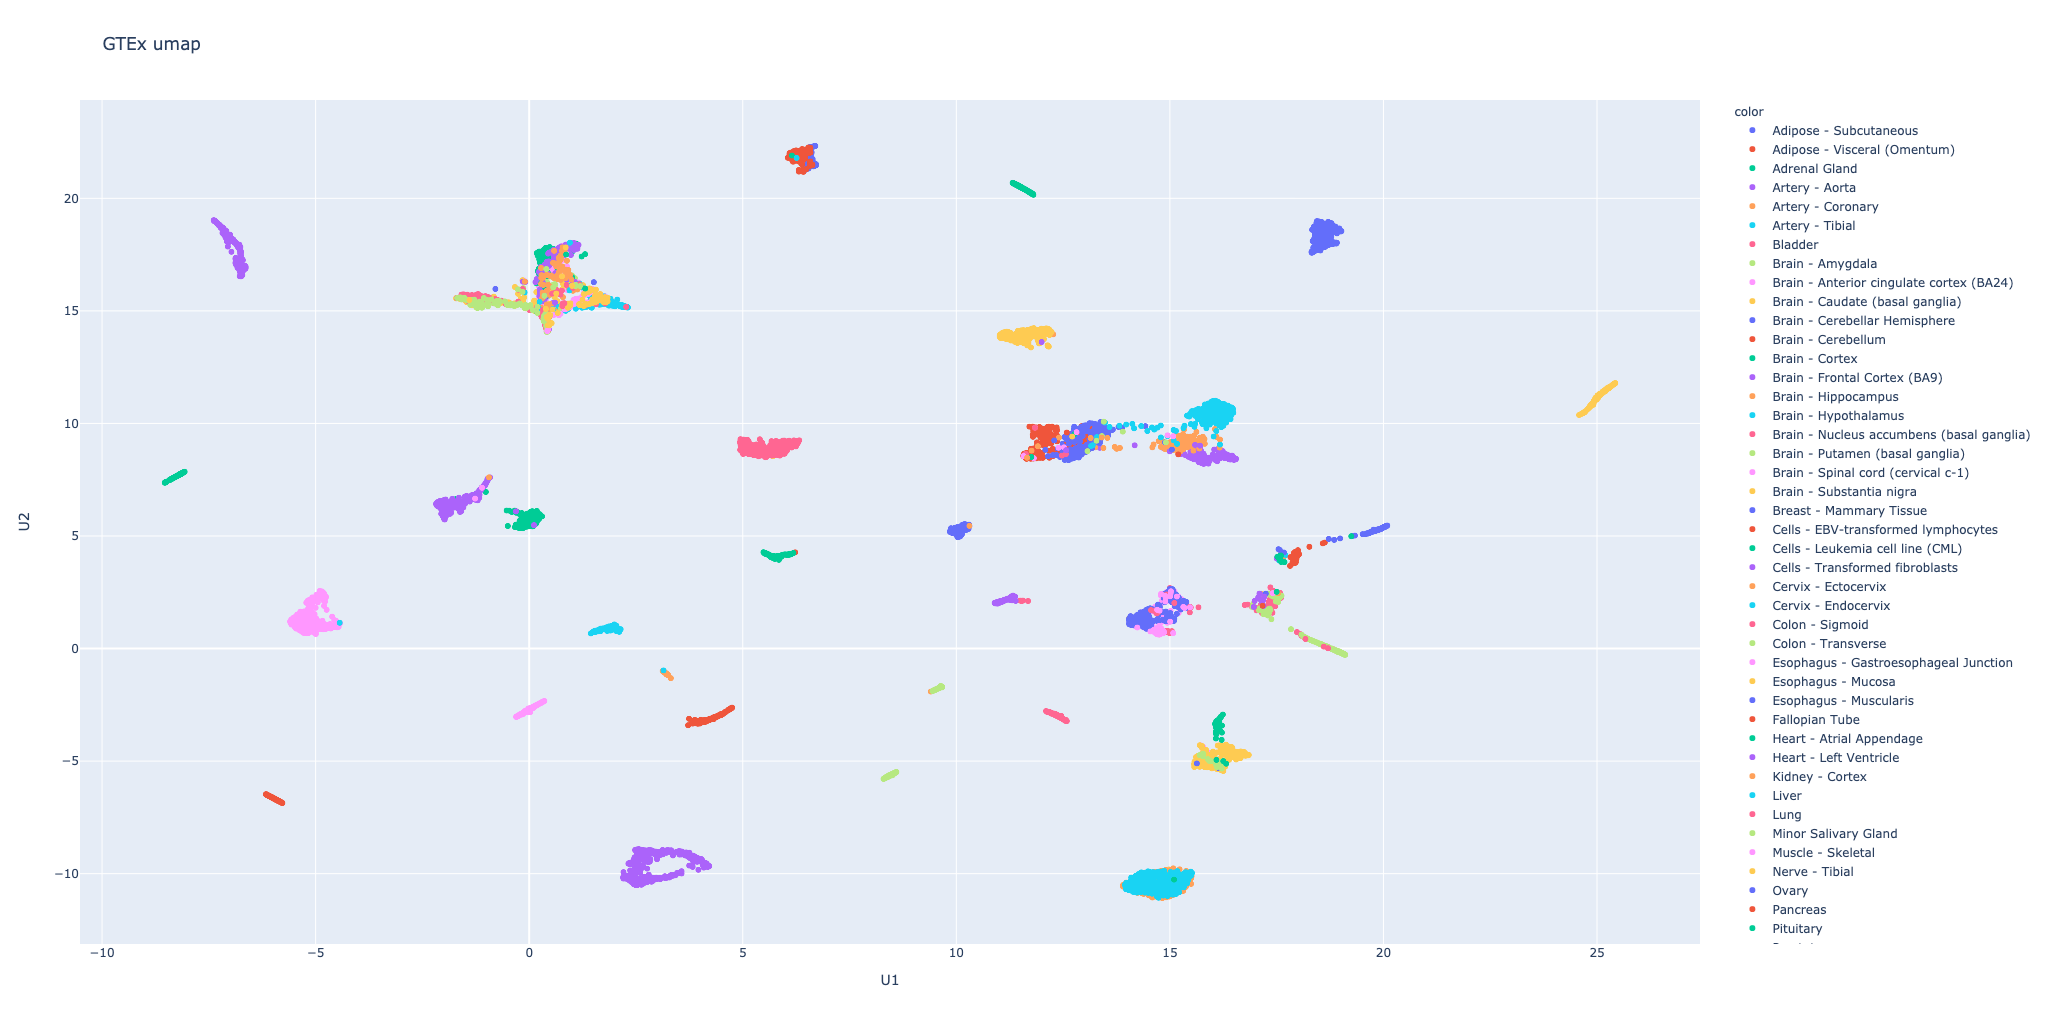 GTEx umap
color
Adipose - Subcutaneous
Adipose - Visceral (Omentum)
Adrenal Gland
Artery - Aorta
Artery - Coronary
Artery - Tibial
Bladder
Brain - Amygdala
Brain - Anterior cingulate cortex (BA24)
Brain - Caudate (basal ganglia)
Brain - Cerebellar Hemisphere
Brain - Cerebellum
Brain - Cortex
Brain - Frontal Cortex (BA9)
Brain - Hippocampus
Brain - Hypothalamus
Brain - Nucleus accumbens (basal ganglia)
Brain - Putamen (basal ganglia)
Brain - Spinal cord (cervical c-1)
Brain - Substantia nigra
Breast - Mammary Tissue
Cells - EBV-transformed lymphocytes
Cells - Leukemia cell line (CML)
Cells - Transformed fibroblasts
Cervix - Ectocervix
Cervix - Endocervix
Colon - Sigmoid
Colon - Transverse
Esophagus - Gastroesophageal Junction
Esophagus - Mucosa
Esophagus - Muscularis
Fallopian Tube
Heart - Atrial Appendage
Heart - Left Ventricle
Kidney - Cortex
Liver
Lung
Minor Salivary Gland
Muscle - Skeletal
Nerve - Tibial
Ovary
Pancreas
Pituitary
20
15
10
5
0
−5
−10
U2
−10
−5
0
5
10
15
20
25
U1